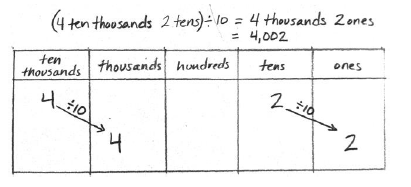 (4 ten thousands 2 tens)÷10 = 4 thousands 2 ones
= 4,002
ten thousands thousands hundreds tens ones
4 ÷10 2 ÷10
4 2